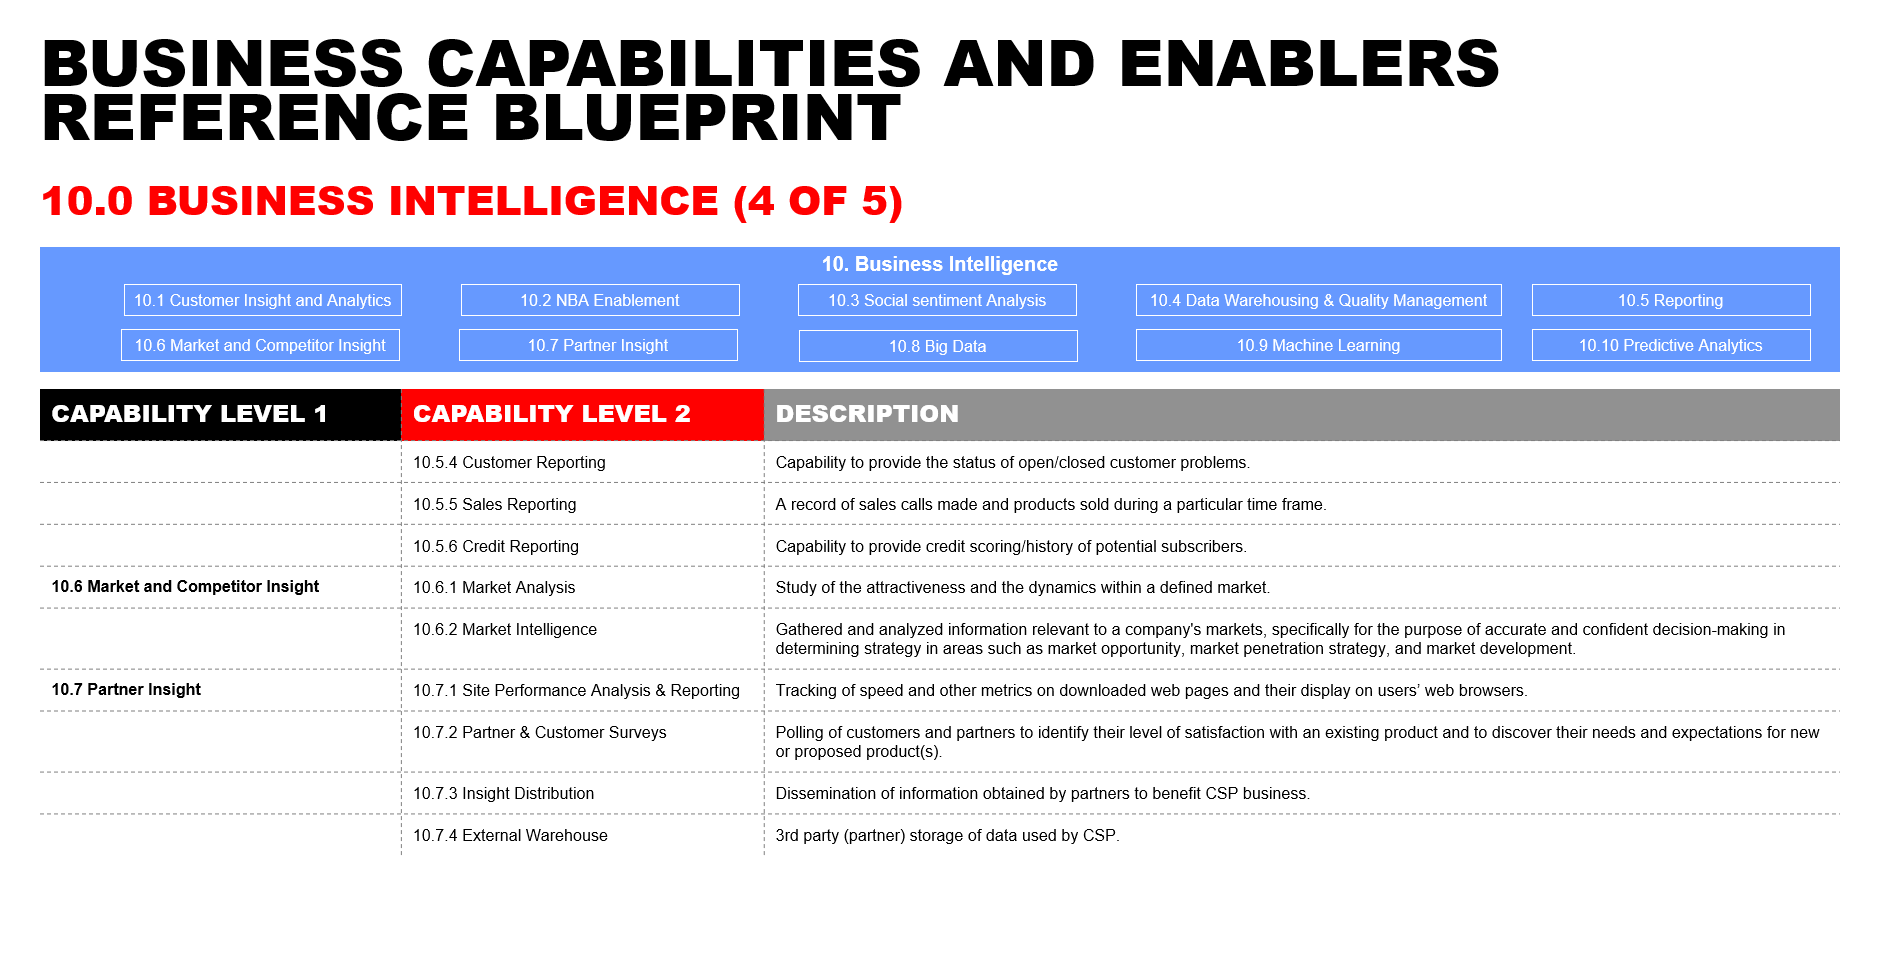 BUSINESS CAPABILITIES AND ENABLERS
REFERENCE BLUEPRINT
10.0 BUSINESS INTELLIGENCE (4 OF 5)
10. Business Intelligence
10.1 Customer Insight and Analytics
10.2 NBA Enablement
10.3 Social sentiment Analysis
10.4 Data Warehousing & Quality Management
10.5 Reporting
10.6 Market and Competitor Insight
10.7 Partner Insight
10.8 Big Data
10.9 Machine Learning
10.10 Predictive Analytics
CAPABILITY LEVEL 1
CAPABILITY LEVEL 2
DESCRIPTION
10.5.4 Customer Reporting
Capability to provide the status of open/closed customer problems.
10.5.5 Sales Reporting
A record of sales calls made and products sold during a particular time frame.
10.5.6 Credit Reporting
Capability to provide credit scoring/history of potential subscribers.
10.6 Market and Competitor Insight
10.6.1 Market Analysis
Study of the attractiveness and the dynamics within a defined market.
10.6.2 Market Intelligence
Gathered and analyzed information relevant to a company's markets, specifically for the purpose of accurate and confident decision-making in
determining strategy in areas such as market opportunity, market penetration strategy, and market development.
10.7 Partner Insight
10.7.1 Site Performance Analysis & Reporting
Tracking of speed and other metrics on downloaded web pages and their display on users’ web browsers.
10.7.2 Partner & Customer Surveys
Polling of customers and partners to identify their level of satisfaction with an existing product and to discover their needs and expectations for new
or proposed product(s).
10.7.3 Insight Distribution
Dissemination of information obtained by partners to benefit CSP business.
10.7.4 External Warehouse
3rd party (partner) storage of data used by CSP.